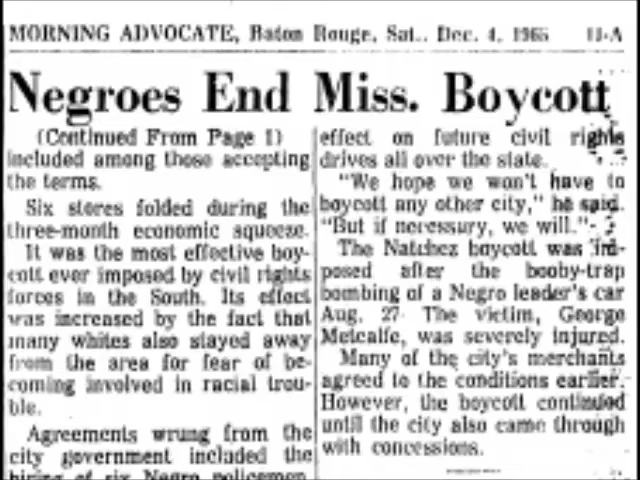 MORNING ADVOCATE, Baton Rouge, Sat., Dec. 4, 1965 11-A
Negroes End Miss. Boycott
(Continued From Page 1)
included among those accepting
the terms.
Six stores folded during the
three-month economic squeeze.
It was the most effective boy-
cott ever imposed by civil rights
forces in the South. Its effect
was increased by the fact that
many whites also stayed away
from the area for fear of be-
coming involved in racial trou-
ble.
Agreements wrung from the
city government included the
hiring of six Negro policemen,
effect on future civil rights
drives all over the state.
"We hope we won't have to
boycott any other city," he said.
"But if necessary, we will."
The Natchez boycott was im-
posed after the booby-trap
bombing of a Negro leader's car
Aug. 27. The victim, George
Metcalfe, was severely injured.
Many of the city's merchants
agreed to the conditions earlier.
However, the boycott continued
until the city also came through
with concessions.